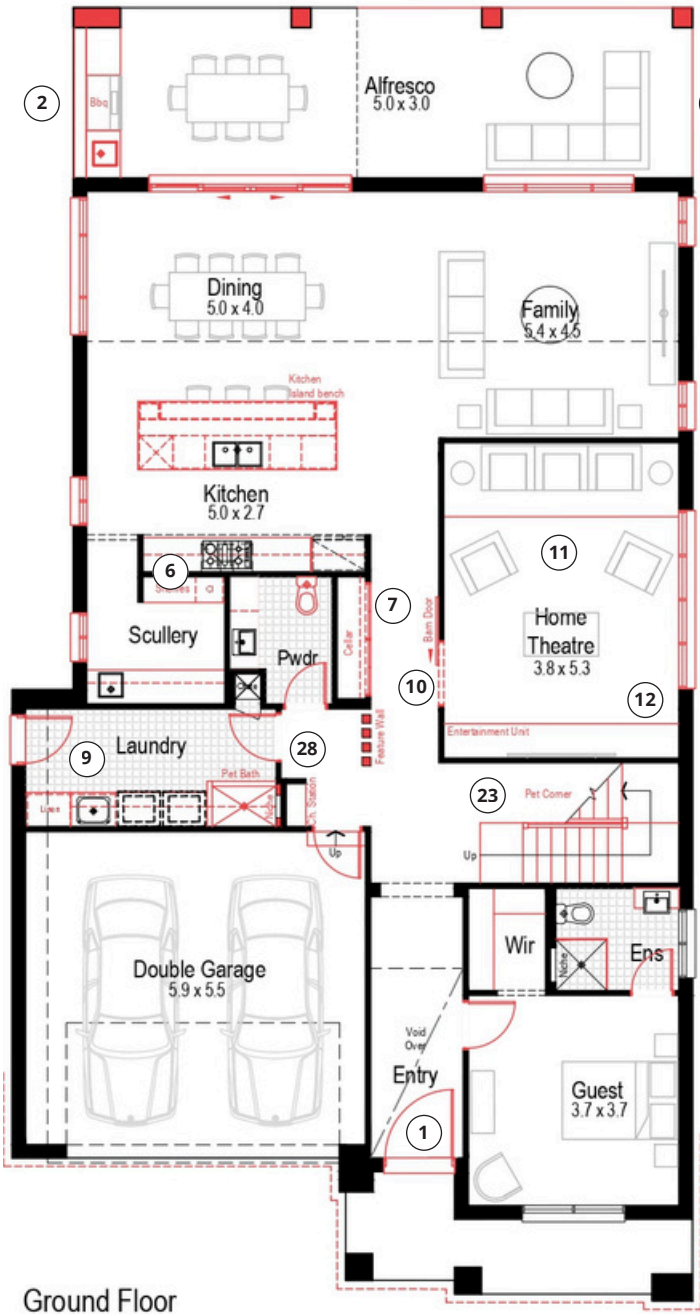 2
Bbq
Alfresco
5.0 x 3.0
Dining
5.0 x 4.0
Family
5.4 x 4.5
Kitchen
Island bench
Kitchen
5.0 x 2.7
6
11
7
Scullery
Pwdr
Cellar
Barn Door
Home
Theatre
3.8 x 5.3
10
12
Entertainment Unit
Laundry
9
28
Feature Wall
Pet Bath
Niche
Ch. Station
23
Pet Corner
Up
Up
Double Garage
5.9 x 5.5
Wir
Niche
Ens
Void
Over
Entry
Guest
3.7 x 3.7
1
Ground Floor